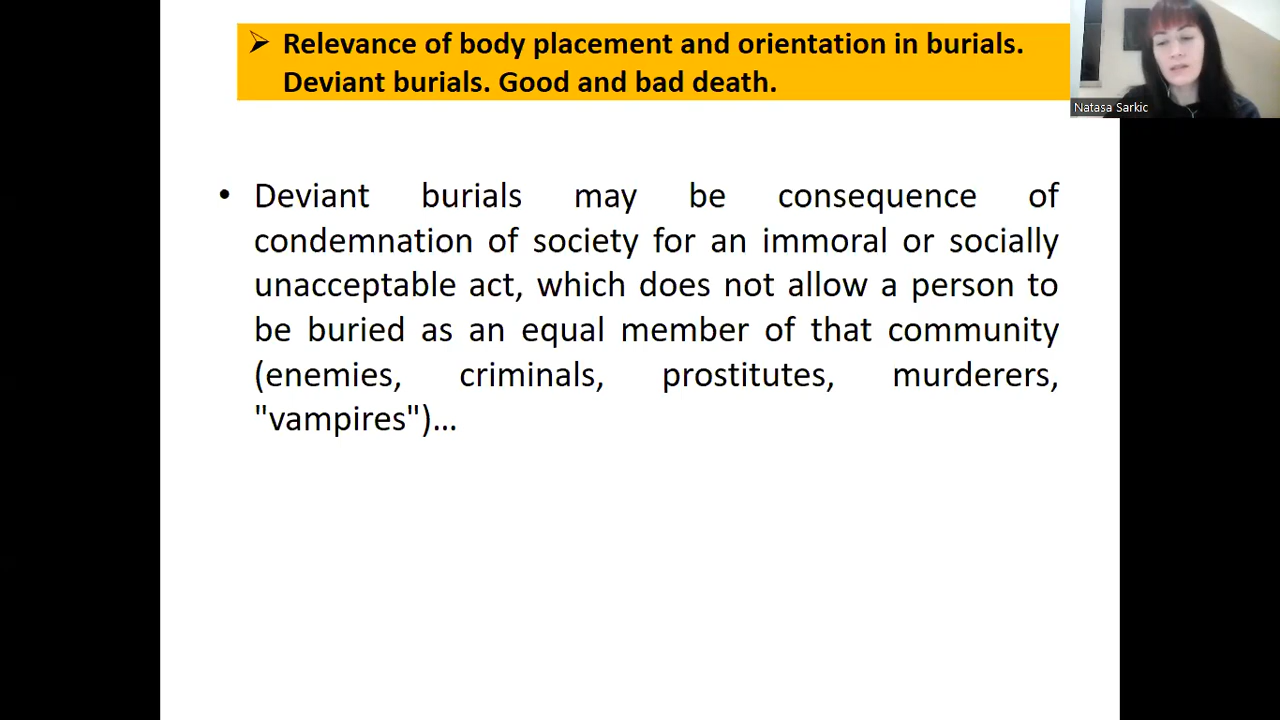 Relevance of body placement and orientation in burials.
Deviant burials. Good and bad death.
Natasa Sarkic
• Deviant burials may be consequence of
condemnation of society for an immoral or socially
unacceptable act, which does not allow a person to
be buried as an equal member of that community
(enemies, criminals, prostitutes, murderers,
"vampires")...